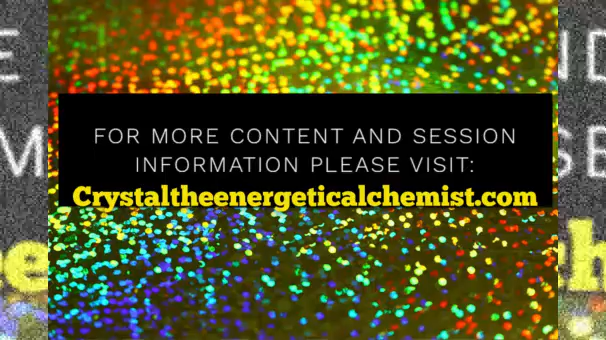 FOR MORE CONTENT AND SESSION
INFORMATION PLEASE VISIT:
Crystaltheenergeticalchemist.com